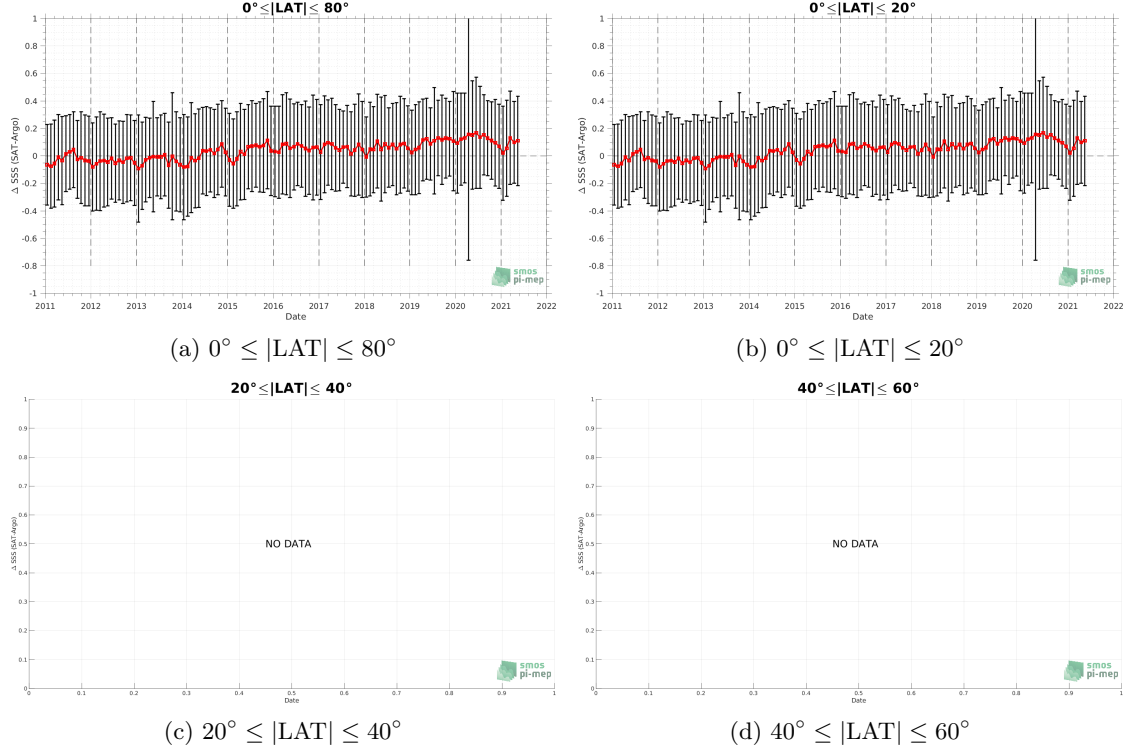 0°≤|LAT|≤ 80°
1
0.8
0.6
0.4
0.2
0
-0.2
-0.4
-0.6
-0.8
-1
Δ SSS (SAT-Argo)
2011 2012 2013 2014 2015 2016 2017 2018 2019 2020 2021 2022
Date
smos
pi-mep
(a) 0° ≤ |LAT| ≤ 80°
0°≤|LAT|≤ 20°
1
0.8
0.6
0.4
0.2
0
-0.2
-0.4
-0.6
-0.8
-1
Δ SSS (SAT-Argo)
2011 2012 2013 2014 2015 2016 2017 2018 2019 2020 2021 2022
Date
smos
pi-mep
(b) 0° ≤ |LAT| ≤ 20°
20°≤|LAT|≤ 40°
1
0.9
0.8
0.7
0.6
0.5
0.4
0.3
0.2
0.1
0
Δ SSS (SAT-Argo)
NO DATA
0 0.1 0.2 0.3 0.4 0.5 0.6 0.7 0.8 0.9 1
Date
smos
pi-mep
(c) 20° ≤ |LAT| ≤ 40°
40°≤|LAT|≤ 60°
1
0.9
0.8
0.7
0.6
0.5
0.4
0.3
0.2
0.1
0
Δ SSS (SAT-Argo)
NO DATA
0 0.1 0.2 0.3 0.4 0.5 0.6 0.7 0.8 0.9 1
Date
smos
pi-mep
(d) 40° ≤ |LAT| ≤ 60°